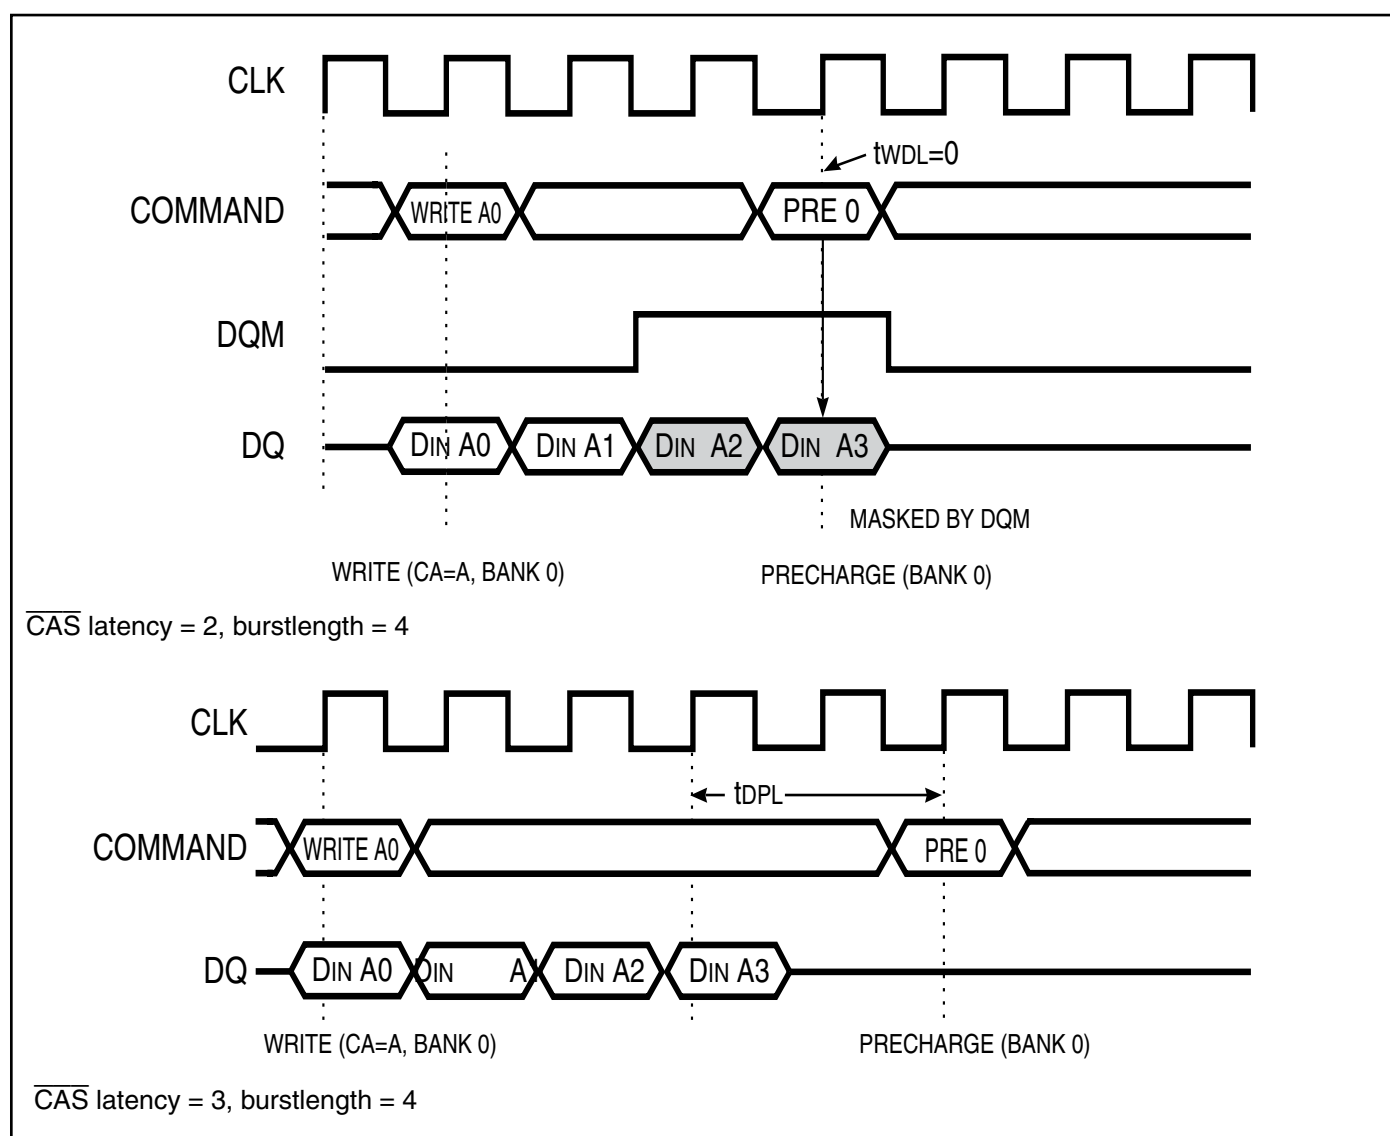 CLK
tWDL=0
COMMAND WRITE A0 PRE 0
DQM
DQ DIN A0 DIN A1 DIN A2 DIN A3
MASKED BY DQM
WRITE (CA=A, BANK 0) PRECHARGE (BANK 0)
CAS latency = 2, burstlength = 4
CLK
tDPL
COMMAND WRITE A0 PRE 0
DQ DIN A0 DIN A1 DIN A2 DIN A3
WRITE (CA=A, BANK 0) PRECHARGE (BANK 0)
CAS latency = 3, burstlength = 4